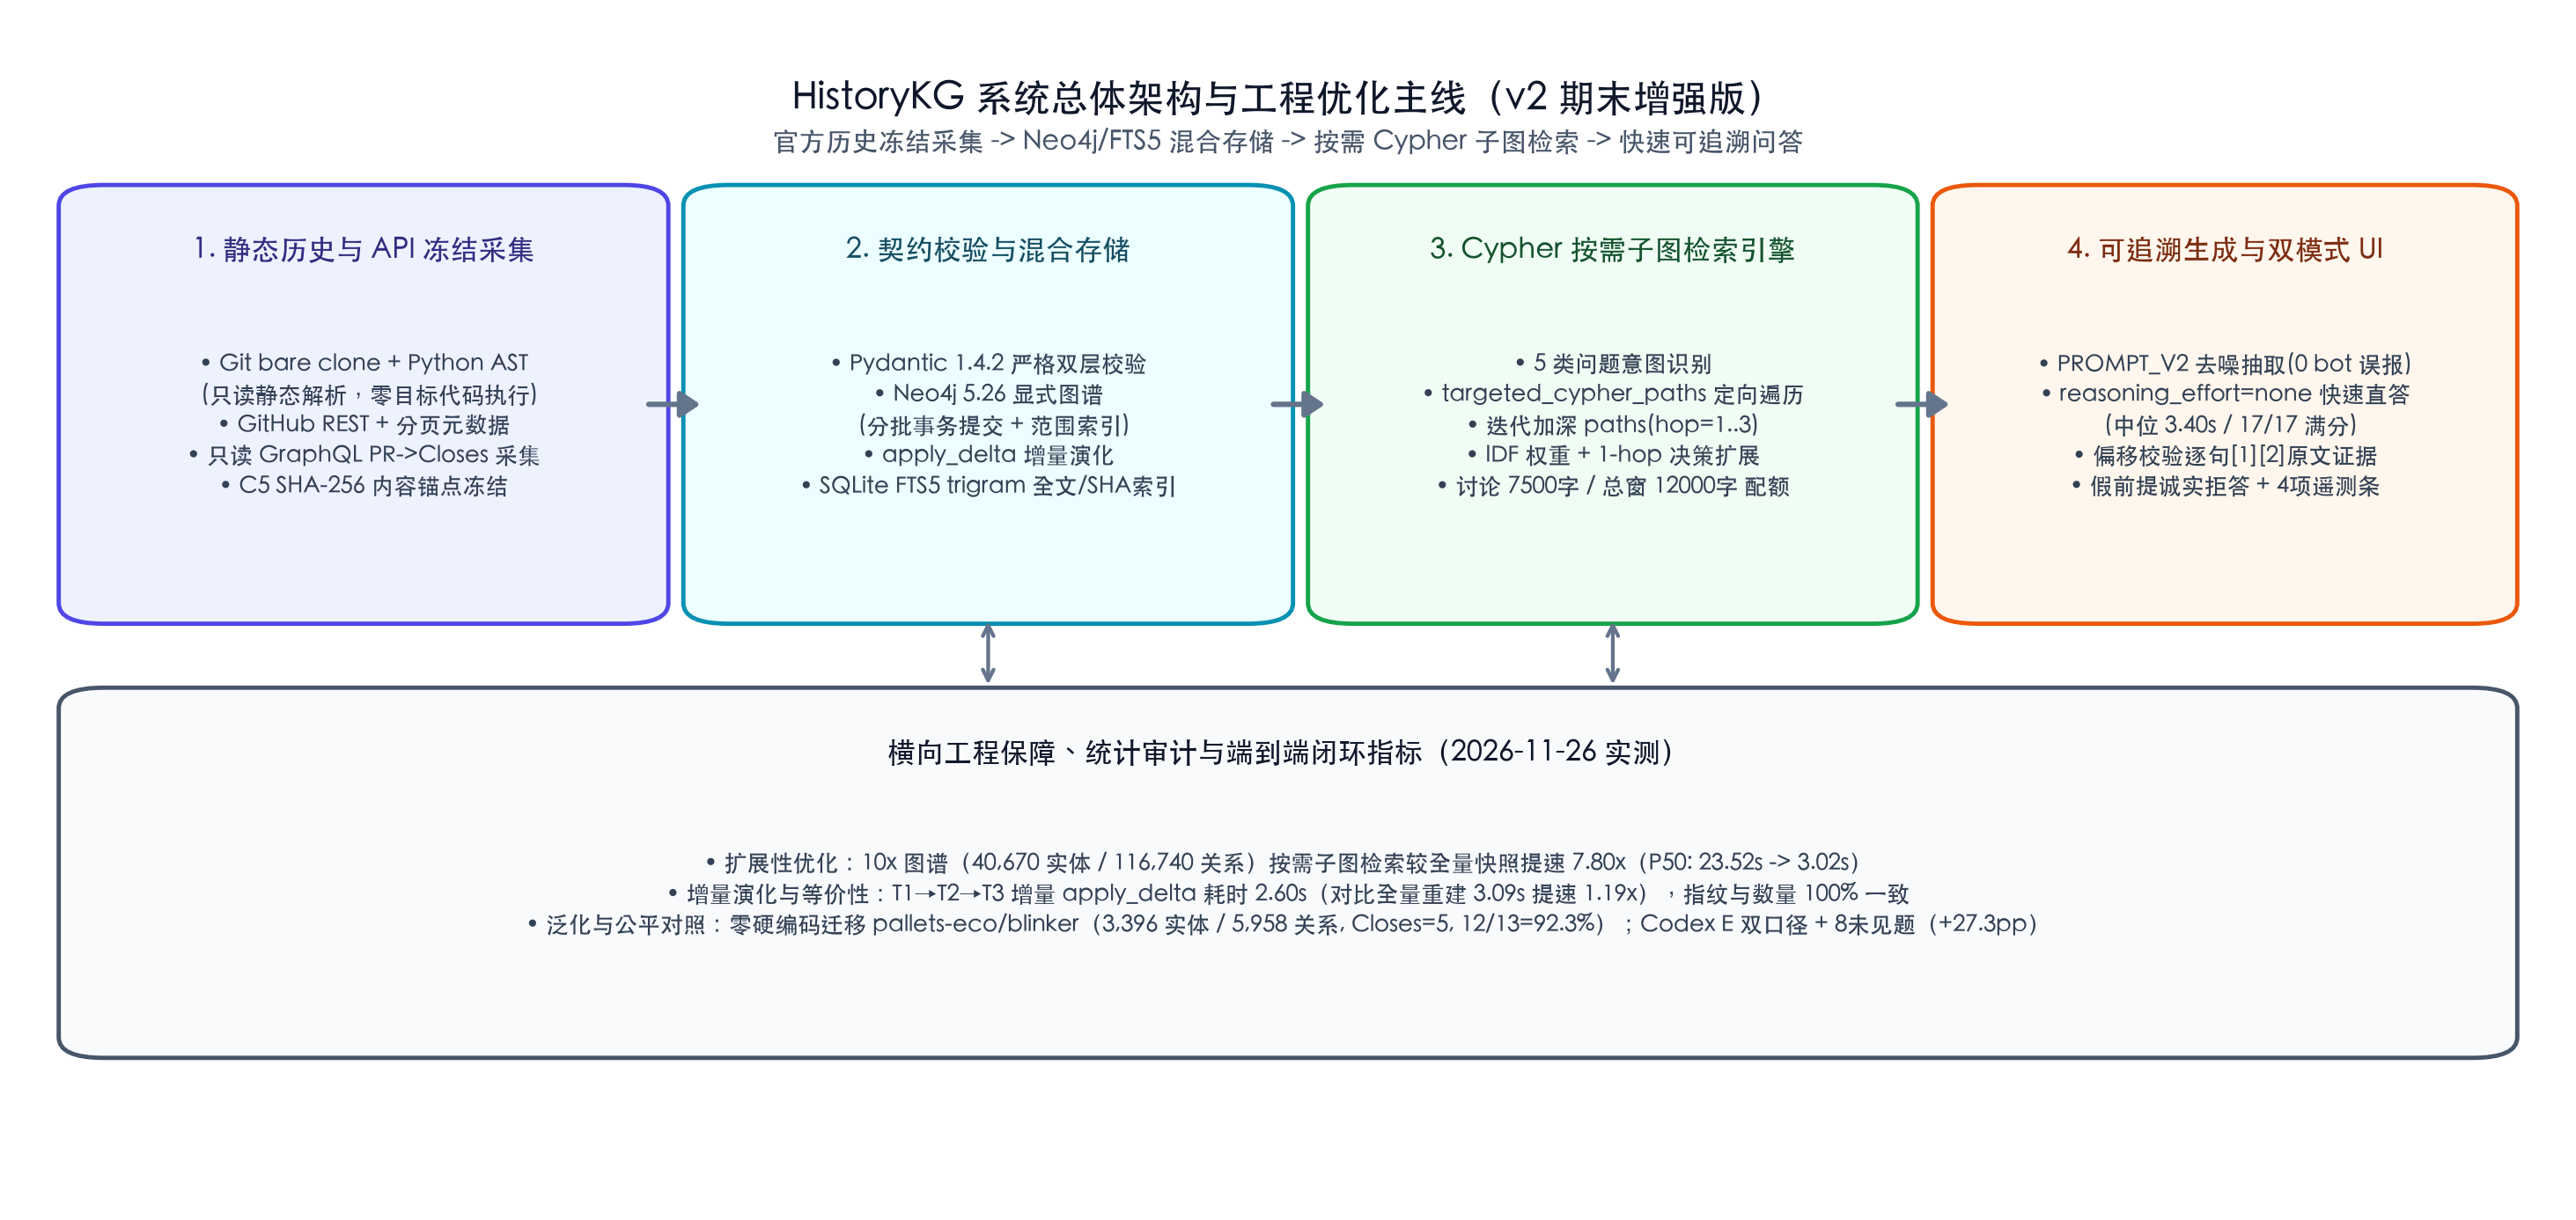 HistoryKG 系统总体架构与工程优化主线（v2 期末增强版）
官方历史冻结采集 -> Neo4j/FTS5 混合存储 -> 按需 Cypher 子图检索 -> 快速可追溯问答
1. 静态历史与 API 冻结采集
• Git bare clone + Python AST
(只读静态解析，零目标代码执行)
• GitHub REST + 分页元数据
• 只读 GraphQL PR->Closes 采集
• C5 SHA-256 内容锚点冻结
2. 契约校验与混合存储
• Pydantic 1.4.2 严格双层校验
• Neo4j 5.26 显式图谱
(分批事务提交 + 范围索引)
• apply_delta 增量演化
• SQLite FTS5 trigram 全文/SHA索引
3. Cypher 按需子图检索引擎
• 5 类问题意图识别
• targeted_cypher_paths 定向遍历
• 迭代加深 paths(hop=1..3)
• IDF 权重 + 1-hop 决策扩展
• 讨论 7500字 / 总窗 12000字 配额
4. 可追溯生成与双模式 UI
• PROMPT_V2 去噪抽取(0 bot 误报)
• reasoning_effort=none 快速直答
(中位 3.40s / 17/17 满分)
• 偏移校验逐句[1][2]原文证据
• 假前提诚实拒答 + 4项遥测条
横向工程保障、统计审计与端到端闭环指标（2026-11-26 实测）
• 扩展性优化：10x 图谱（40,670 实体 / 116,740 关系）按需子图检索较全量快照提速 7.80x（P50: 23.52s -> 3.02s）
• 增量演化与等价性：T1→T2→T3 增量 apply_delta 耗时 2.60s（对比全量重建 3.09s 提速 1.19x），指纹与数量 100% 一致
• 泛化与公平对照：零硬编码迁移 pallets-eco/blinker（3,396 实体 / 5,958 关系, Closes=5, 12/13=92.3%）；Codex E 双口径 + 8未见题（+27.3pp）